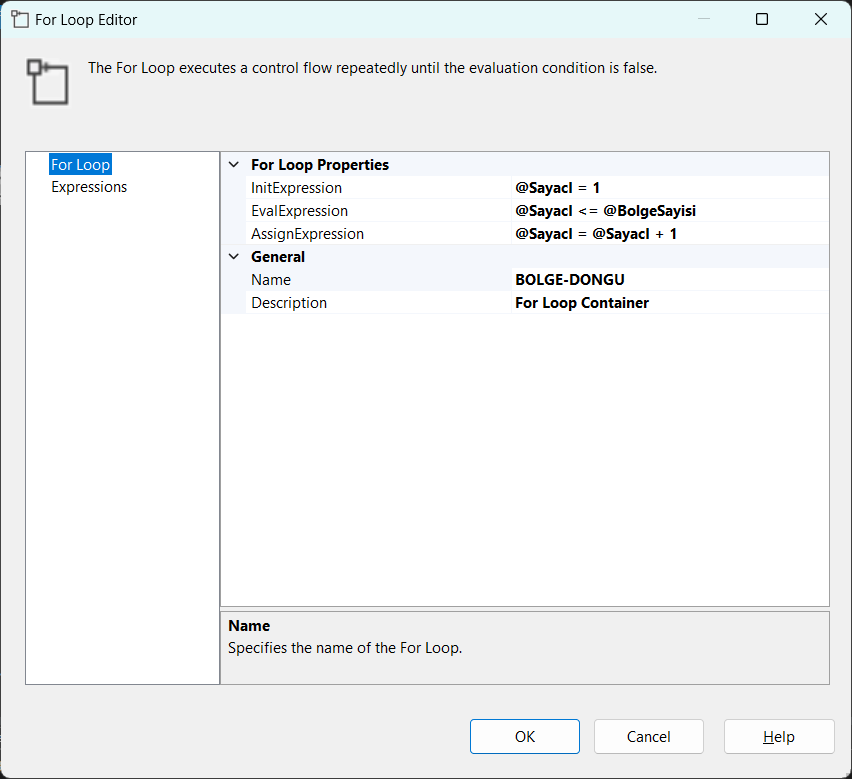 For Loop Editor
The For Loop executes a control flow repeatedly until the evaluation condition is false.
For Loop
Expressions
For Loop Properties
InitExpression @SayacI = 1
EvalExpression @SayacI <= @BolgeSayisi
AssignExpression @SayacI = @SayacI + 1
General
Name BOLGE-DONGU
Description For Loop Container
Name
Specifies the name of the For Loop.
OK Cancel Help